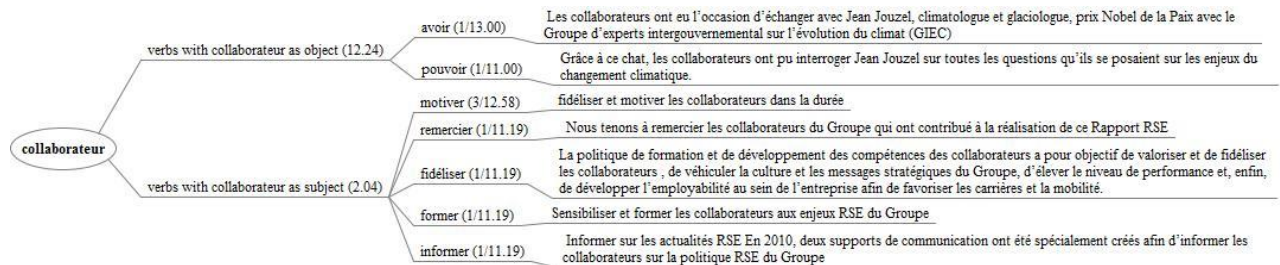 collaborateur
verbs with collaborateur as object (12.24)
avoir (1/13.00)
Les collaborateurs ont eu l’occasion d’échanger avec Jean Jouzel, climatologue et glaciologue, prix Nobel de la Paix avec le
Groupe d’experts intergouvernemental sur l’évolution du climat (GIEC)
pouvoir (1/11.00)
Grâce à ce chat, les collaborateurs ont pu interroger Jean Jouzel sur toutes les questions qu’ils se posaient sur les enjeux du
changement climatique.
verbs with collaborateur as subject (2.04)
motiver (3/12.58)
fidéliser et motiver les collaborateurs dans la durée
remercier (1/11.19)
Nous tenons à remercier les collaborateurs du Groupe qui ont contribué à la réalisation de ce Rapport RSE
fidéliser (1/11.19)
La politique de formation et de développement des compétences des collaborateurs a pour objectif de valoriser et de fidéliser
les collaborateurs , de véhiculer la culture et les messages stratégiques du Groupe, d’élever le niveau de performance et, enfin,
de développer l’employabilité au sein de l’entreprise afin de favoriser les carrières et la mobilité.
former (1/11.19)
Sensibiliser et former les collaborateurs aux enjeux RSE du Groupe
informer (1/11.19)
Informer sur les actualités RSE En 2010, deux supports de communication ont été spécialement créés afin d’informer les
collaborateurs sur la politique RSE du Groupe